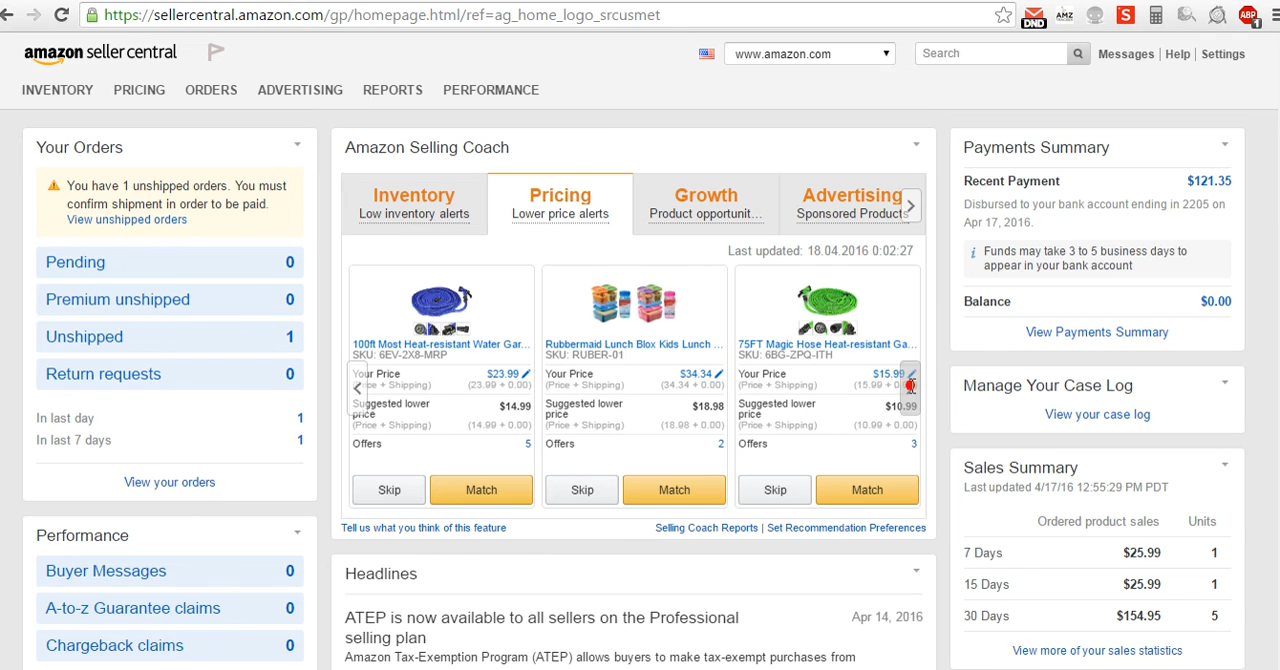 https://sellercentral.amazon.com/gp/homepage.html/ref=ag_home_logo_srcusmet
DND
AMZ
S
ABP
1
amazon seller central
www.amazon.com
Search
Messages | Help | Settings
INVENTORY PRICING ORDERS ADVERTISING REPORTS PERFORMANCE
Your Orders
You have 1 unshipped orders. You must
confirm shipment in order to be paid.
View unshipped orders
Pending 0
Premium unshipped 0
Unshipped 1
Return requests 0
In last day 1
In last 7 days 1
View your orders
Performance
Buyer Messages 0
A-to-z Guarantee claims 0
Chargeback claims 0
Amazon Selling Coach
Inventory
Low inventory alerts
Pricing
Lower price alerts
Growth
Product opportunit...
Advertising
Sponsored Products
Last updated: 18.04.2016 0:02:27
100ft Most Heat-resistant Water Gar...
SKU: 6EV-2X8-MRP
Your Price $23.99
(Price + Shipping) (23.99 + 0.00)
Suggested lower
price
$14.99
(Price + Shipping) (14.99 + 0.00)
Offers 5
Skip Match
Rubbermaid Lunch Blox Kids Lunch ...
SKU: RUBER-01
Your Price $34.34
(Price + Shipping) (34.34 + 0.00)
Suggested lower
price
$18.98
(Price + Shipping) (18.98 + 0.00)
Offers 2
Skip Match
75FT Magic Hose Heat-resistant Ga...
SKU: 6BG-ZPQ-ITH
Your Price $15.99
(Price + Shipping) (15.99 + 0.
Suggested lower
price
$10.99
(Price + Shipping) (10.99 + 0.00)
Offers 3
Skip Match
Tell us what you think of this feature
Selling Coach Reports | Set Recommendation Preferences
Headlines
ATEP is now available to all sellers on the Professional
selling plan
Apr 14, 2016
Amazon Tax-Exemption Program (ATEP) allows buyers to make tax-exempt purchases from
Payments Summary
Recent Payment $121.35
Disbursed to your bank account ending in 2205 on
Apr 17, 2016.
Funds may take 3 to 5 business days to
appear in your bank account
Balance $0.00
View Payments Summary
Manage Your Case Log
View your case log
Sales Summary
Last updated 4/17/16 12:55:29 PM PDT
Ordered product sales Units
7 Days $25.99 1
15 Days $25.99 1
30 Days $154.95 5
View more of your sales statistics